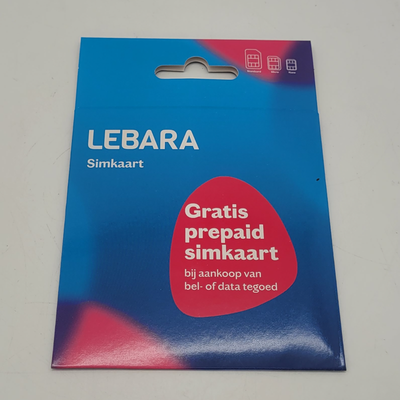 LEBARA
Simkaart
Gratis
prepaid
simkaart
bij aankoop van
bel- of data tegoed